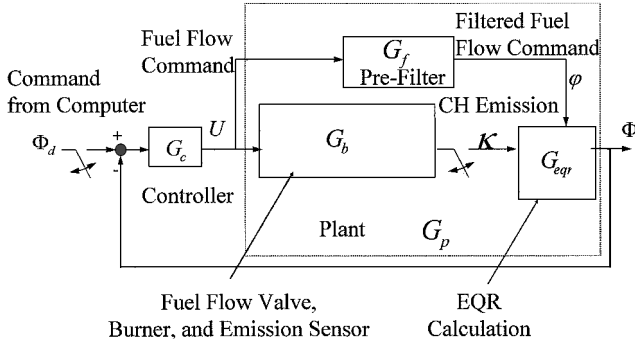 Fuel Flow
Command
G_f
Pre-Filter
Filtered Fuel
Flow Command
φ
Command
from Computer
CH Emission
Φ_d
+
-
G_c
U
G_b
κ
G_eqr
Φ
Controller
Plant
G_p
Fuel Flow Valve,
Burner, and Emission Sensor
EQR
Calculation